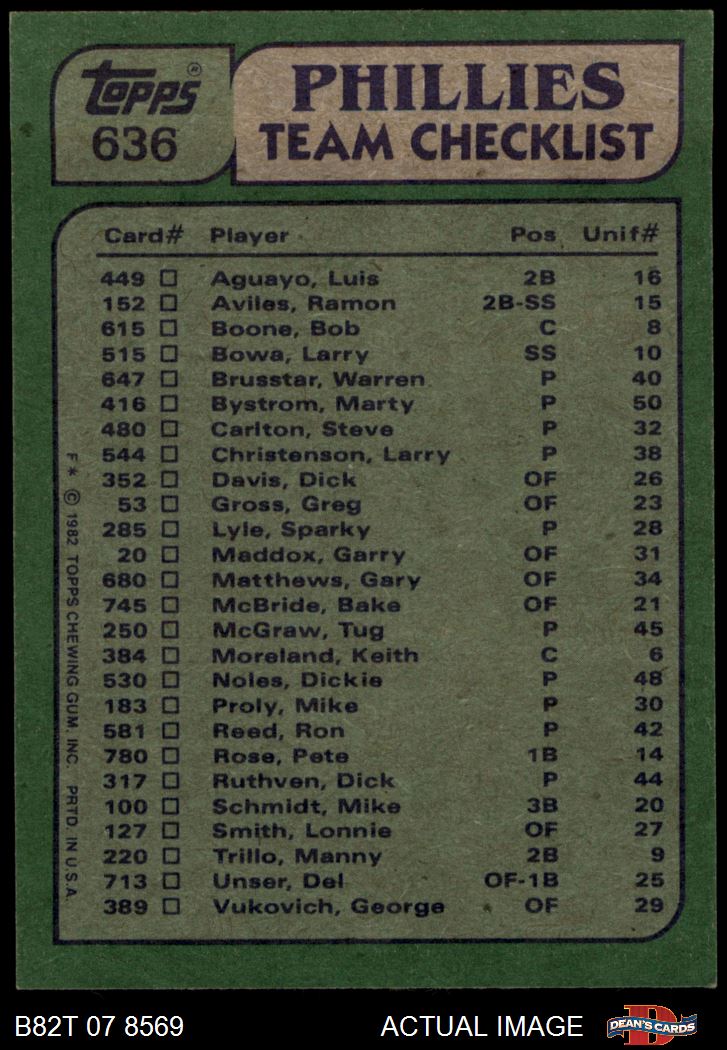 topps®
636
PHILLIES
TEAM CHECKLIST
Card# Player Pos Unif#
449 Aguayo, Luis 2B 16
152 Aviles, Ramon 2B-SS 15
615 Boone, Bob C 8
515 Bowa, Larry SS 10
647 Brusstar, Warren P 40
416 Bystrom, Marty P 50
480 Carlton, Steve P 32
544 Christenson, Larry P 38
352 Davis, Dick OF 26
53 Gross, Greg OF 23
285 Lyle, Sparky P 28
20 Maddox, Garry OF 31
680 Matthews, Gary OF 34
745 McBride, Bake OF 21
250 McGraw, Tug P 45
384 Moreland, Keith C 6
530 Noles, Dickie P 48
183 Proly, Mike P 30
581 Reed, Ron P 42
780 Rose, Pete 1B 14
317 Ruthven, Dick P 44
100 Schmidt, Mike 3B 20
127 Smith, Lonnie OF 27
220 Trillo, Manny 2B 9
713 Unser, Del OF-1B 25
389 Vukovich, George OF 29
F* © 1982 TOPPS CHEWING GUM, INC. PRTD. IN U.S.A.
B82T 07 8569
ACTUAL IMAGE
D
DEAN'S CARDS